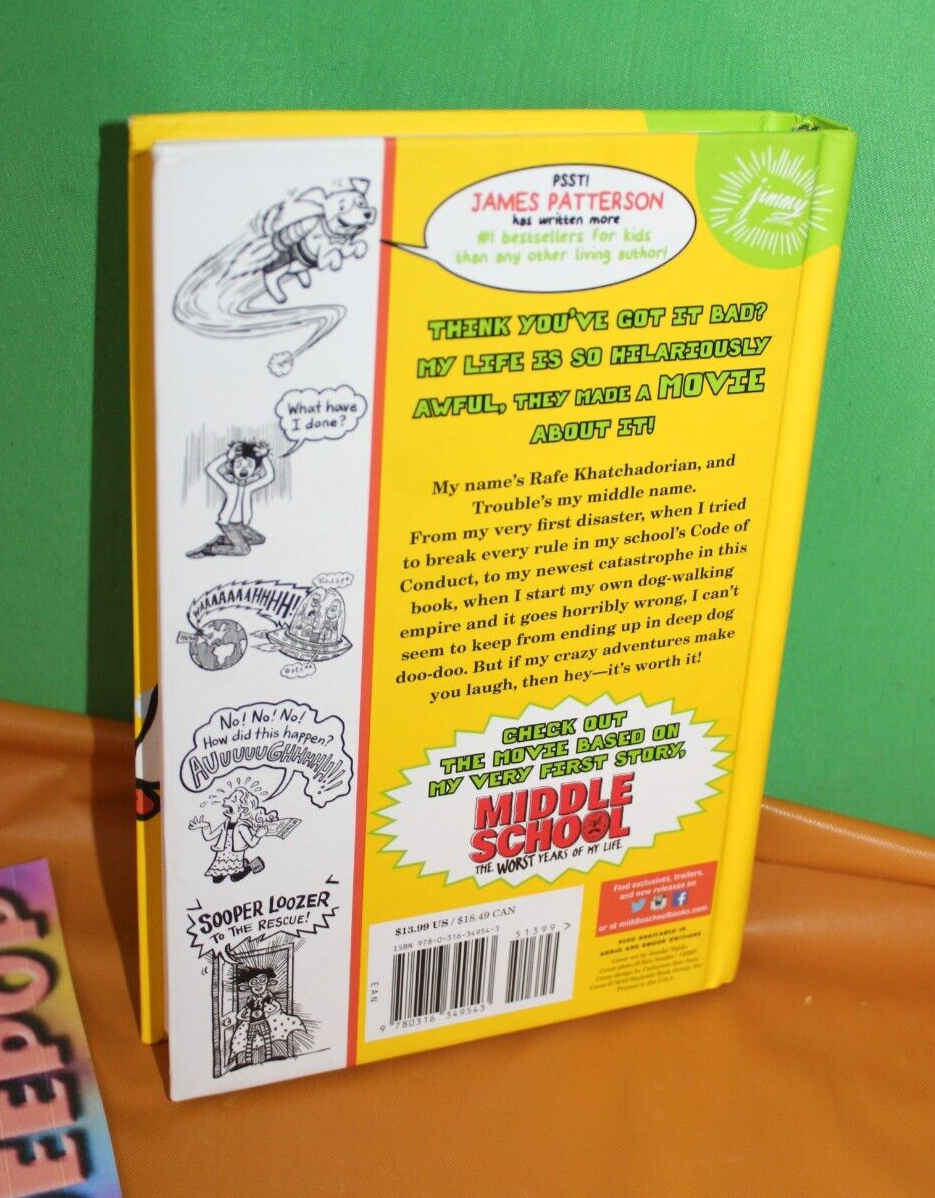 PSST!
JAMES PATTERSON
has written more
#1 bestsellers for kids
than any other living author!
jimmy
THINK YOU'VE GOT IT BAD?
MY LIFE IS SO HILARIOUSLY
AWFUL, THEY MADE A MOVIE
ABOUT IT!
My name's Rafe Khatchadorian, and
Trouble's my middle name.
From my very first disaster, when I tried
to break every rule in my school's Code of
Conduct, to my newest catastrophe in this
book, when I start my own dog-walking
empire and it goes horribly wrong, I can't
seem to keep from ending up in deep dog
doo-doo. But if my crazy adventures make
you laugh, then hey—it's worth it!
CHECK OUT
THE MOVIE BASED ON
MY VERY FIRST STORY,
MIDDLE
SCHOOL
THE WORST YEARS OF MY LIFE
What have
I done?
WAAAAAAAHHHH!
No! No! No!
How did this happen?
AUUUUUGHHHHH!!
SOOPER LOOZER
TO THE RESCUE!
$13.99 US / $18.49 CAN
ISBN 978-0-316-34954-3
51399 >
EAN
9 780316 349543
Find exclusives, trailers,
and new releases on
or at middleschoolbooks.com
ALSO AVAILABLE IN
AUDIO AND EBOOK EDITIONS
Printed in the U.S.A.